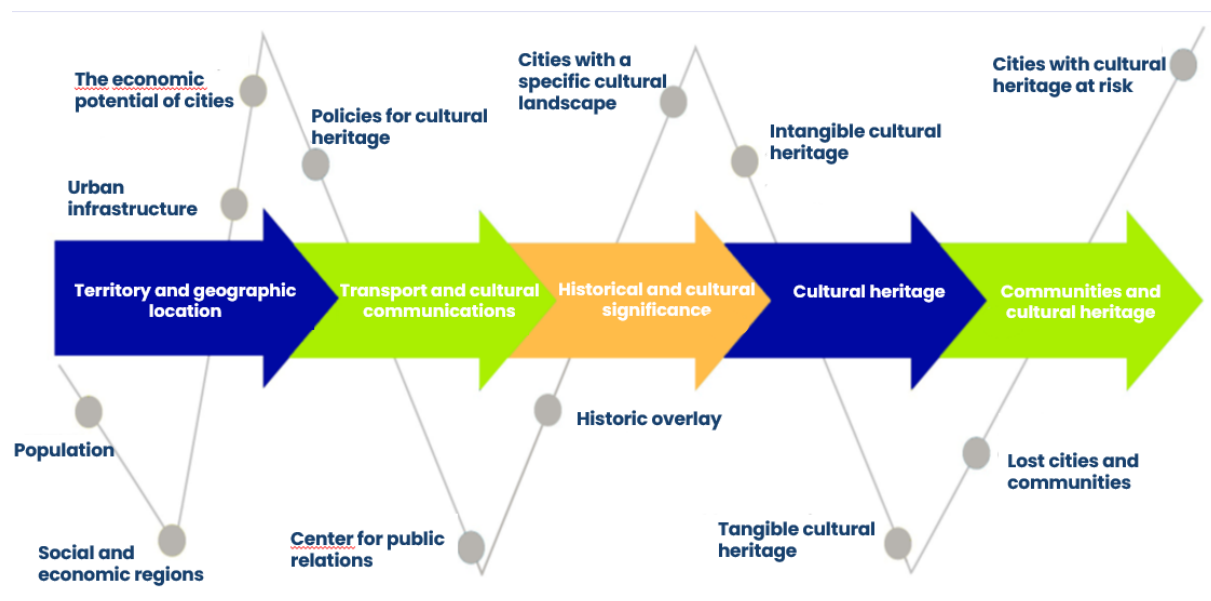 The economic
potential of cities
Policies for cultural
heritage
Urban
infrastructure
Cities with a
specific cultural
landscape
Intangible cultural
heritage
Cities with cultural
heritage at risk
Territory and geographic
location
Transport and cultural
communications
Historical and cultural
significance
Cultural heritage
Communities and
cultural heritage
Population
Social and
economic regions
Center for public
relations
Historic overlay
Tangible cultural
heritage
Lost cities and
communities